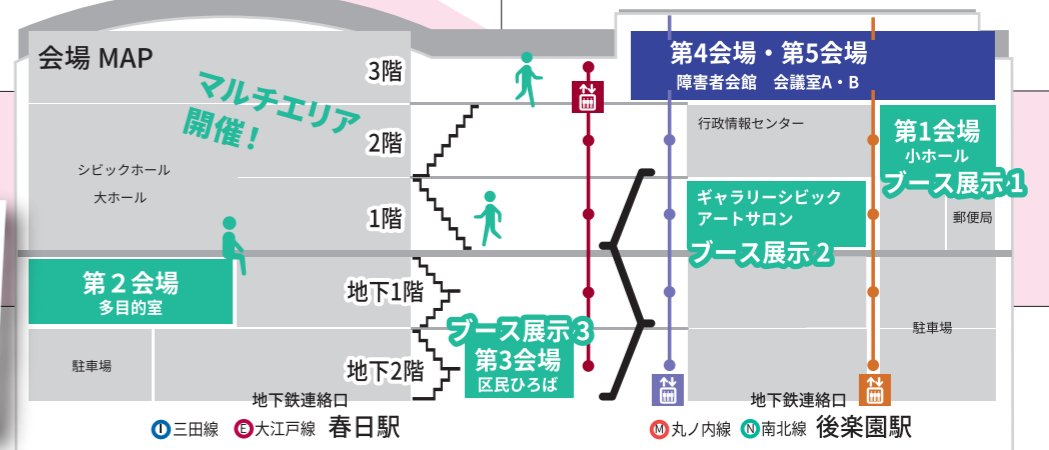 会場 MAP
マルチエリア
開催！
3階
2階
1階
地下1階
地下2階
シビックホール
大ホール
第２会場
多目的室
駐車場
ブース展示 3
第3会場
区民ひろば
第4会場・第5会場
障害者会館　会議室A・B
行政情報センター
第1会場
小ホール
ブース展示 1
ギャラリーシビック
アートサロン
ブース展示 2
郵便局
駐車場
地下鉄連絡口
I 三田線 E 大江戸線 春日駅
地下鉄連絡口
M 丸ノ内線 N 南北線 後楽園駅